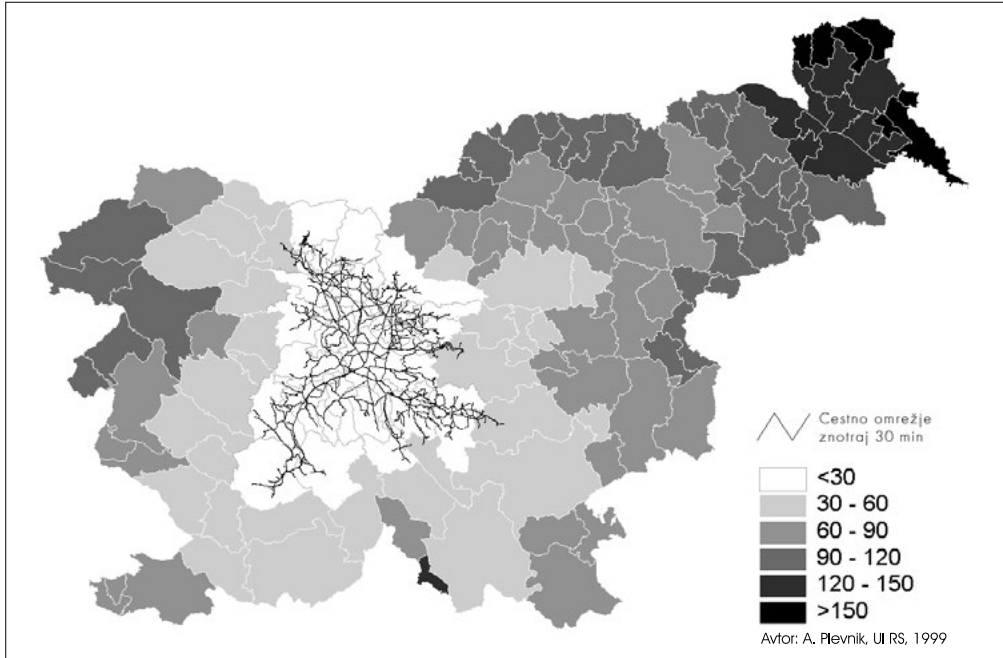 Cestno omrežje
znotraj 30 min
<30
30 - 60
60 - 90
90 - 120
120 - 150
>150
Avtor: A. Plevnik, UI RS, 1999